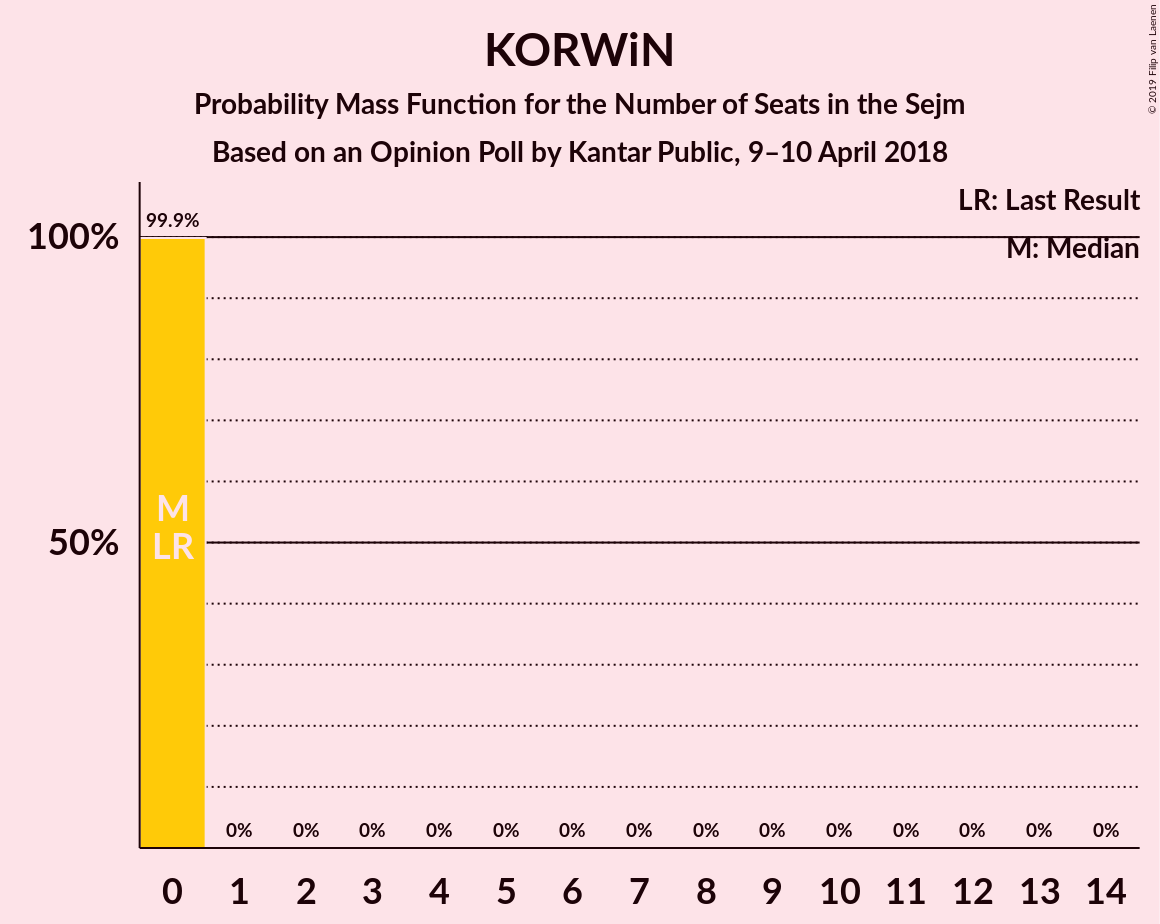 KORWiN
Probability Mass Function for the Number of Seats in the Sejm
Based on an Opinion Poll by Kantar Public, 9–10 April 2018
© 2019 Filip van Laenen
LR: Last Result
M: Median
99.9%
100%
50%
M
LR
0% 0% 0% 0% 0% 0% 0% 0% 0% 0% 0% 0% 0% 0%
0 1 2 3 4 5 6 7 8 9 10 11 12 13 14